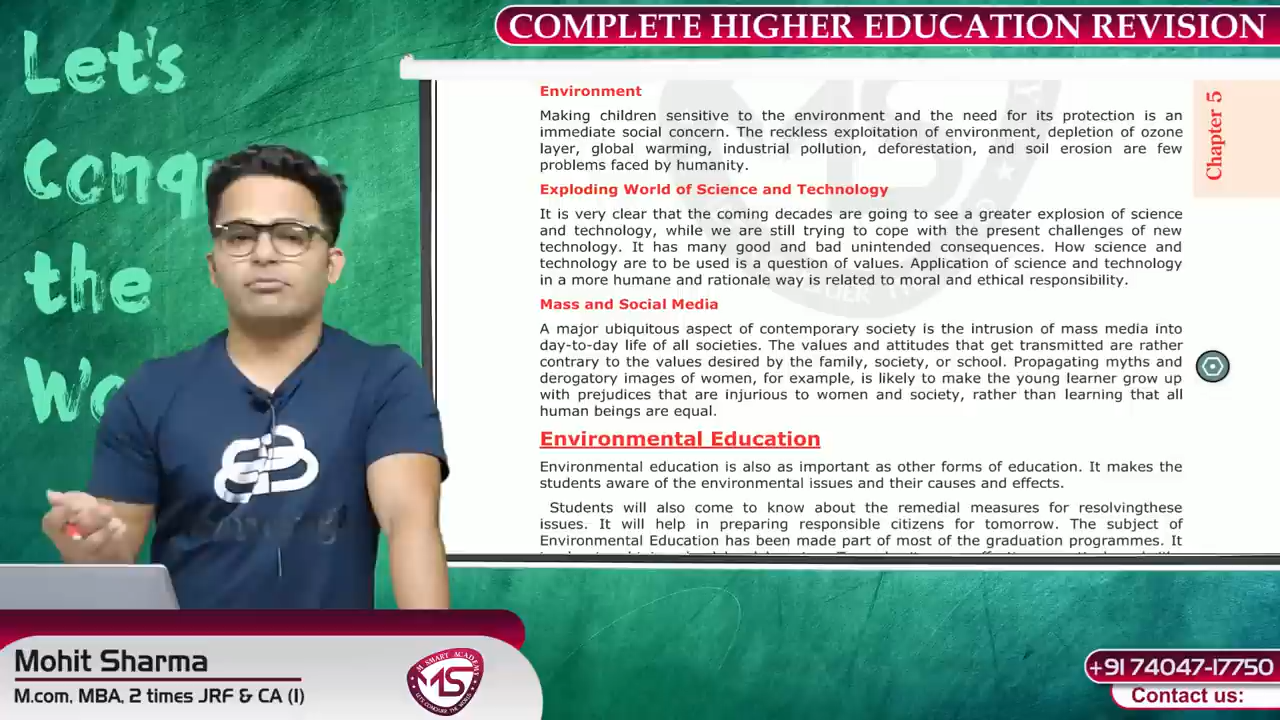 COMPLETE HIGHER EDUCATION REVISION
Let's
the
Environment
Making children sensitive to the environment and the need for its protection is an
immediate social concern. The reckless exploitation of environment, depletion of ozone
layer, global warming, industrial pollution, deforestation, and soil erosion are few
problems faced by humanity.
Exploding World of Science and Technology
It is very clear that the coming decades are going to see a greater explosion of science
and technology, while we are still trying to cope with the present challenges of new
technology. It has many good and bad unintended consequences. How science and
technology are to be used is a question of values. Application of science and technology
in a more humane and rationale way is related to moral and ethical responsibility.
Mass and Social Media
A major ubiquitous aspect of contemporary society is the intrusion of mass media into
day-to-day life of all societies. The values and attitudes that get transmitted are rather
contrary to the values desired by the family, society, or school. Propagating myths and
derogatory images of women, for example, is likely to make the young learner grow up
with prejudices that are injurious to women and society, rather than learning that all
human beings are equal.
Environmental Education
Environmental education is also as important as other forms of education. It makes the
students aware of the environmental issues and their causes and effects.
Students will also come to know about the remedial measures for resolvingthese
issues. It will help in preparing responsible citizens for tomorrow. The subject of
Environmental Education has been made part of most of the graduation programmes. It
Chapter 5
Mohit Sharma
M.com, MBA, 2 times JRF & CA (I)
MS
+91 74047-17750
Contact us: